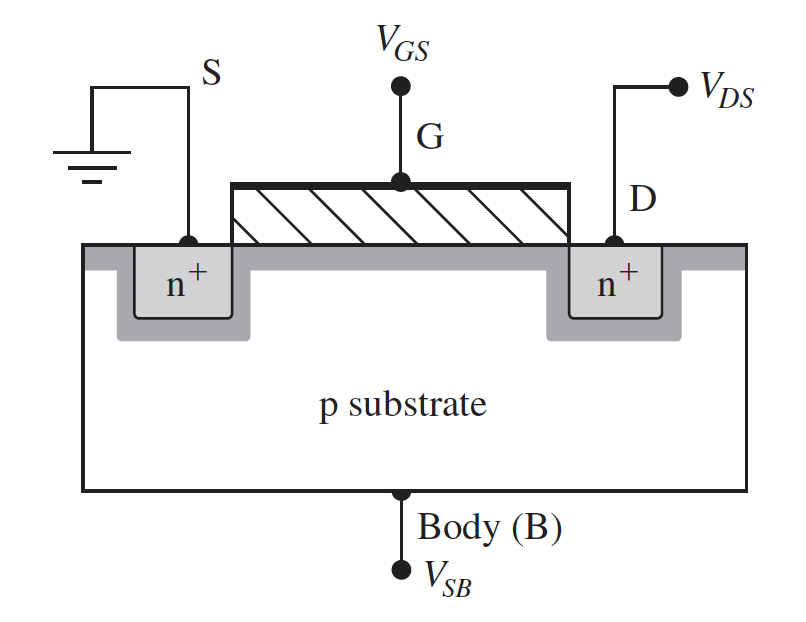 V_GS
S
V_DS
G
D
n⁺
n⁺
p substrate
Body (B)
V_SB